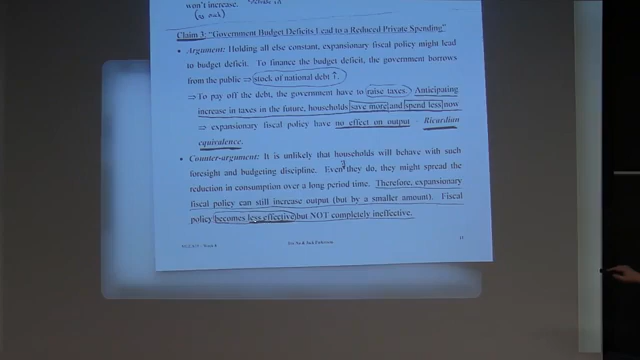 won't increase.
(so out)
Claim 3: "Government Budget Deficits Lead to a Reduced Private Spending"
• Argument: Holding all else constant, expansionary fiscal policy might lead
to budget deficit. To finance the budget deficit, the government borrows
from the public ⇒ stock of national debt ↑.
⇒ To pay off the debt, the government have to raise taxes. Anticipating
increase in taxes in the future, households save more and spend less now
⇒ expansionary fiscal policy have no effect on output – Ricardian
equivalence.
• Counter-argument: It is unlikely that households will behave with such
foresight and budgeting discipline. Even they do, they might spread the
reduction in consumption over a long period time. Therefore, expansionary
fiscal policy can still increase output (but by a smaller amount). Fiscal
policy becomes less effective but NOT completely ineffective.